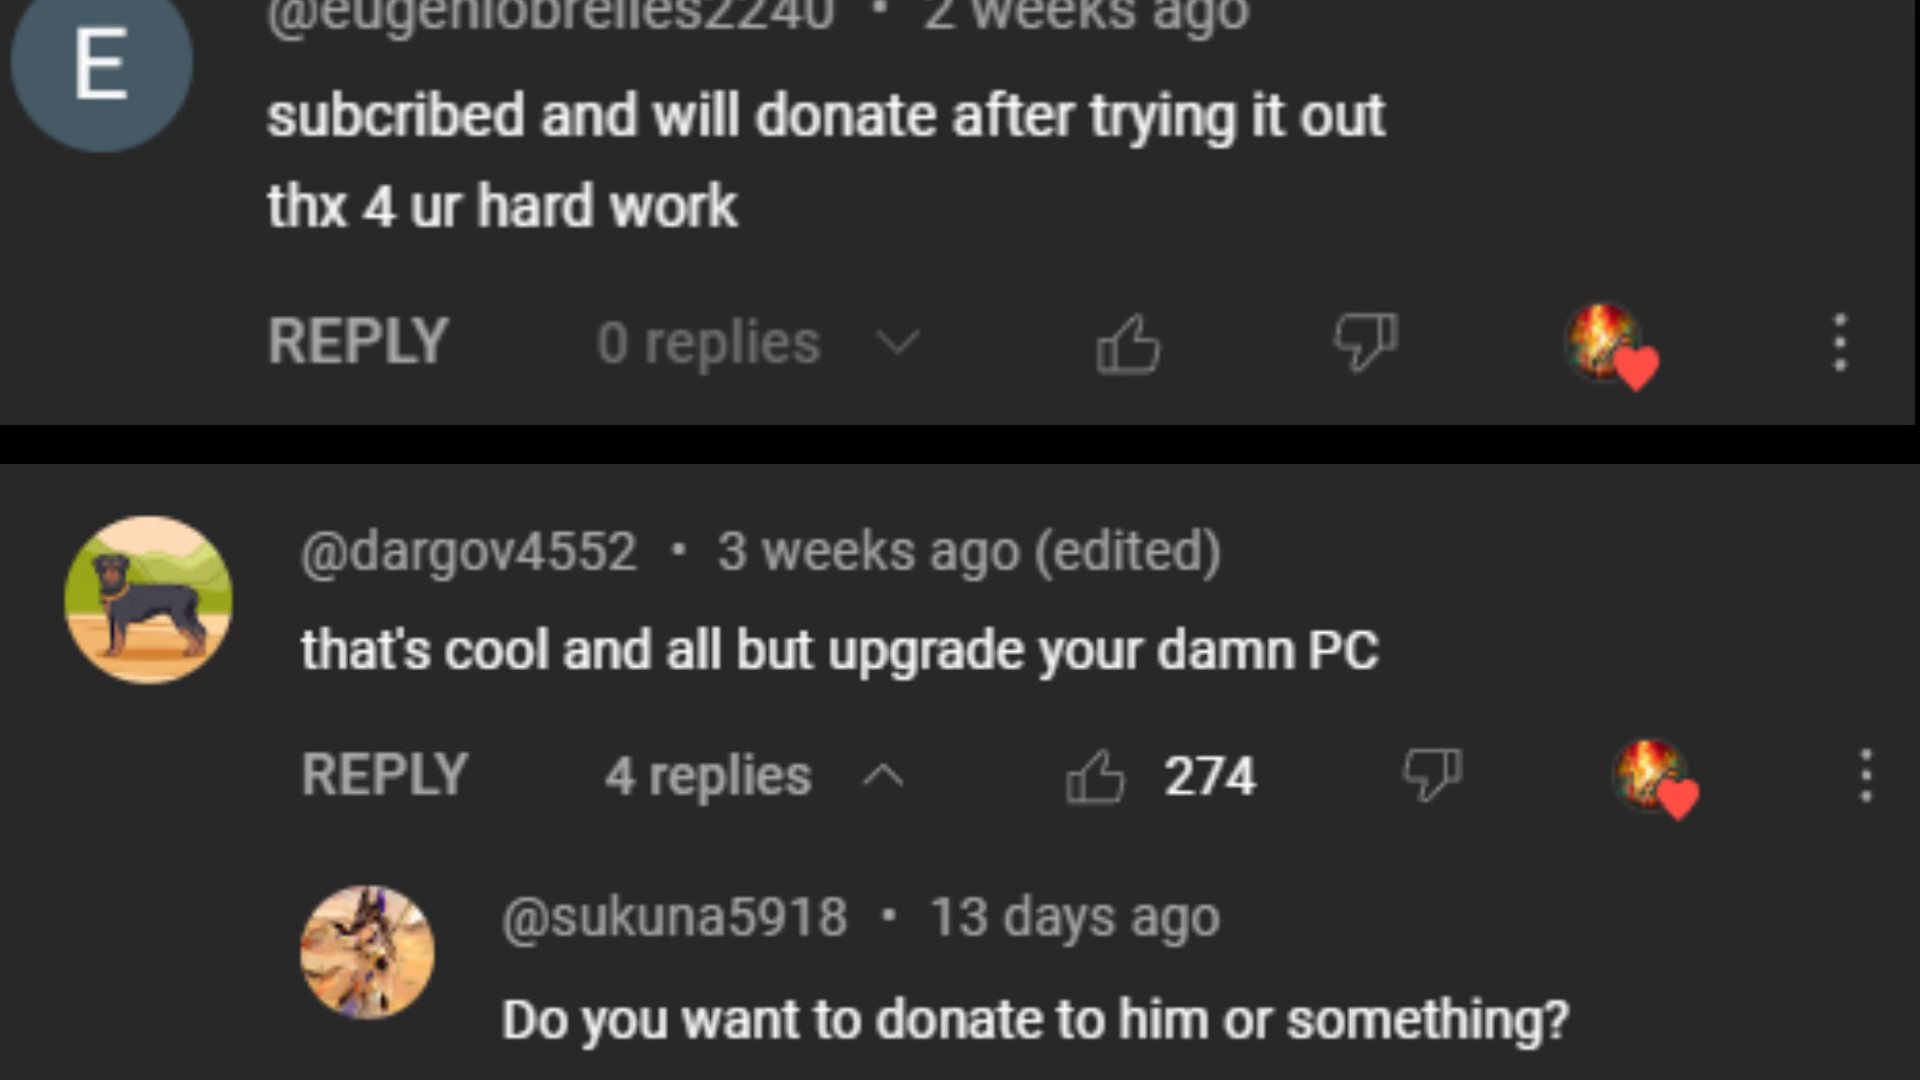 E
@eugeniobrelles2240 • 2 weeks ago
subcribed and will donate after trying it out
thx 4 ur hard work
REPLY 0 replies
@dargov4552 • 3 weeks ago (edited)
that's cool and all but upgrade your damn PC
REPLY 4 replies 274
@sukuna5918 • 13 days ago
Do you want to donate to him or something?